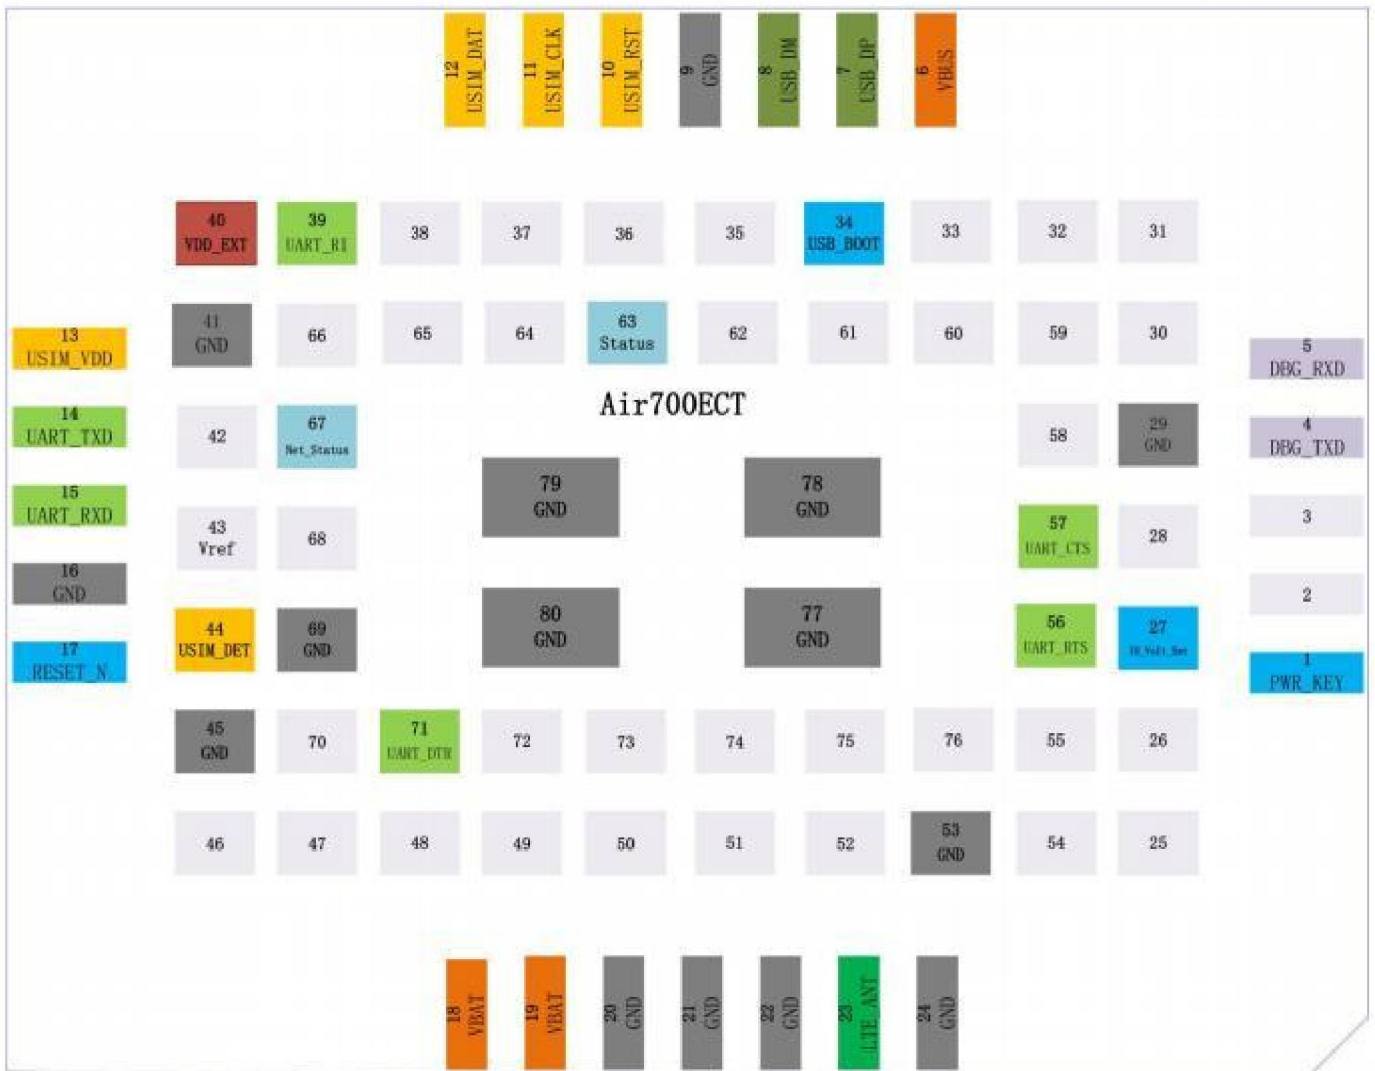 12
USIM_DAT
11
USIM_CLK
10
USIM_RST
9
GND
8
USB_DM
7
USB_DP
6
VBUS
40
VDD_EXT
39
UART_RI
38
37
36
35
34
USB_BOOT
33
32
31
41
GND
66
65
64
63
Status
62
61
60
59
30
13
USIM_VDD
5
DBG_RXD
Air700ECT
14
UART_TXD
42
67
Net_Status
58
29
GND
4
DBG_TXD
79
GND
78
GND
15
UART_RXD
43
Vref
68
57
UART_CTS
28
3
16
GND
2
44
USIM_DET
69
GND
80
GND
77
GND
56
UART_RTS
27
IO_Volt_Set
17
RESET_N
1
PWR_KEY
45
GND
70
71
UART_DTR
72
73
74
75
76
55
26
46
47
48
49
50
51
52
53
GND
54
25
18
VBAT
19
VBAT
20
GND
21
GND
22
GND
23
LTE_ANT
24
GND